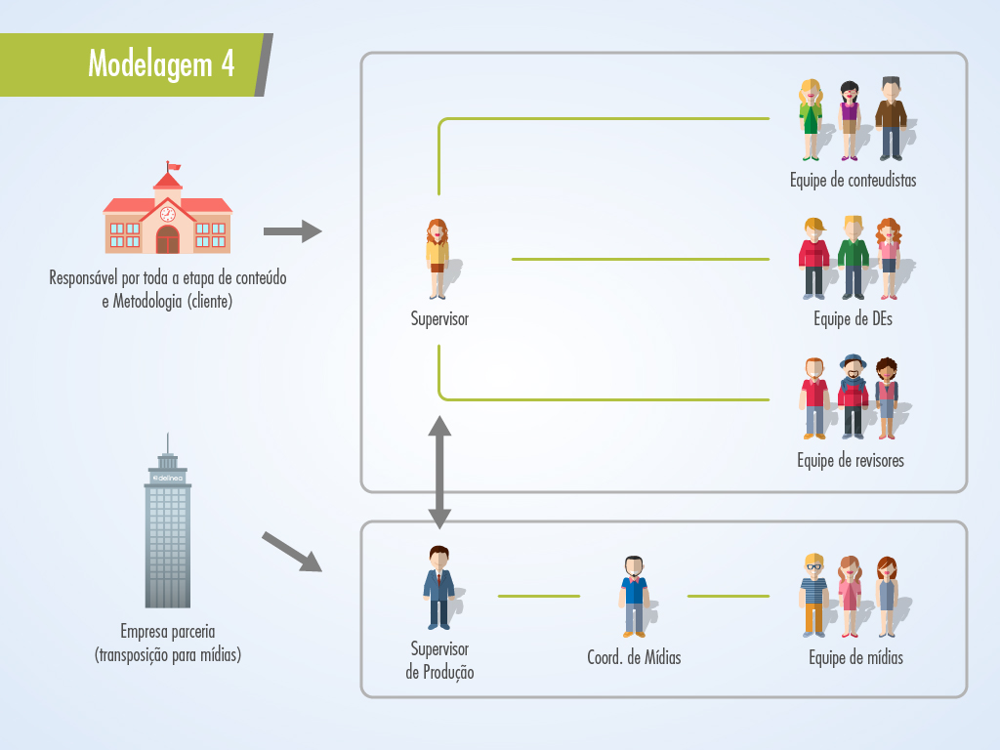 Modelagem 4
Responsável por toda a etapa de conteúdo
e Metodologia (cliente)
Equipe de conteudistas
Supervisor
Equipe de DEs
Equipe de revisores
delinea
Empresa parceria
(transposição para mídias)
Supervisor
de Produção
Coord. de Mídias
Equipe de mídias